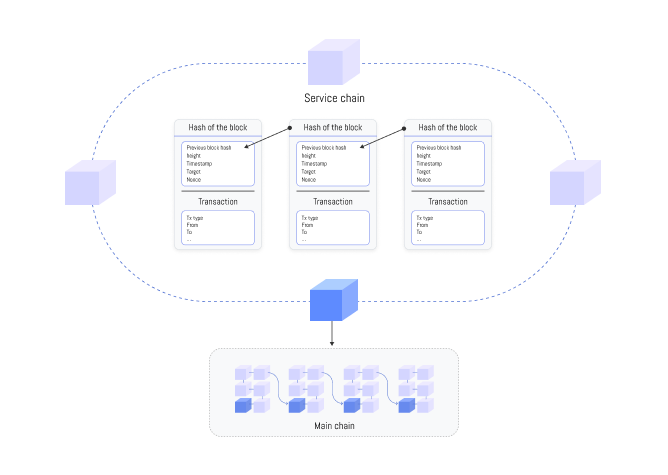 Service chain
Hash of the block
Previous block hash
height
Timestamp
Target
Nonce
Transaction
Tx type
From
To
...
Hash of the block
Previous block hash
height
Timestamp
Target
Nonce
Transaction
Tx type
From
To
...
Hash of the block
Previous block hash
height
Timestamp
Target
Nonce
Transaction
Tx type
From
To
...
Main chain